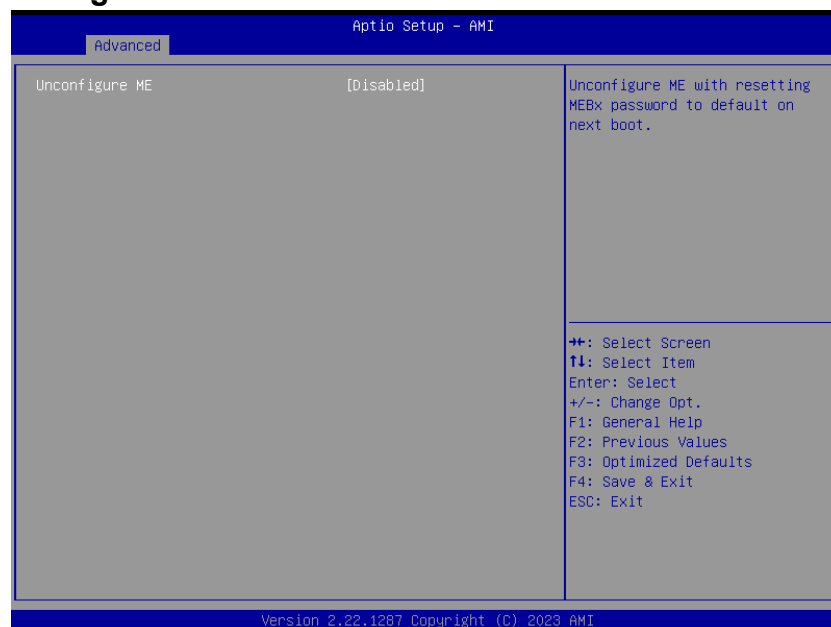 Aptio Setup – AMI
Advanced
Unconfigure ME [Disabled]
Unconfigure ME with resetting
MEBx password to default on
next boot.
→←: Select Screen
↑↓: Select Item
Enter: Select
+/-: Change Opt.
F1: General Help
F2: Previous Values
F3: Optimized Defaults
F4: Save & Exit
ESC: Exit
Version 2.22.1287 Copyright (C) 2023 AMI